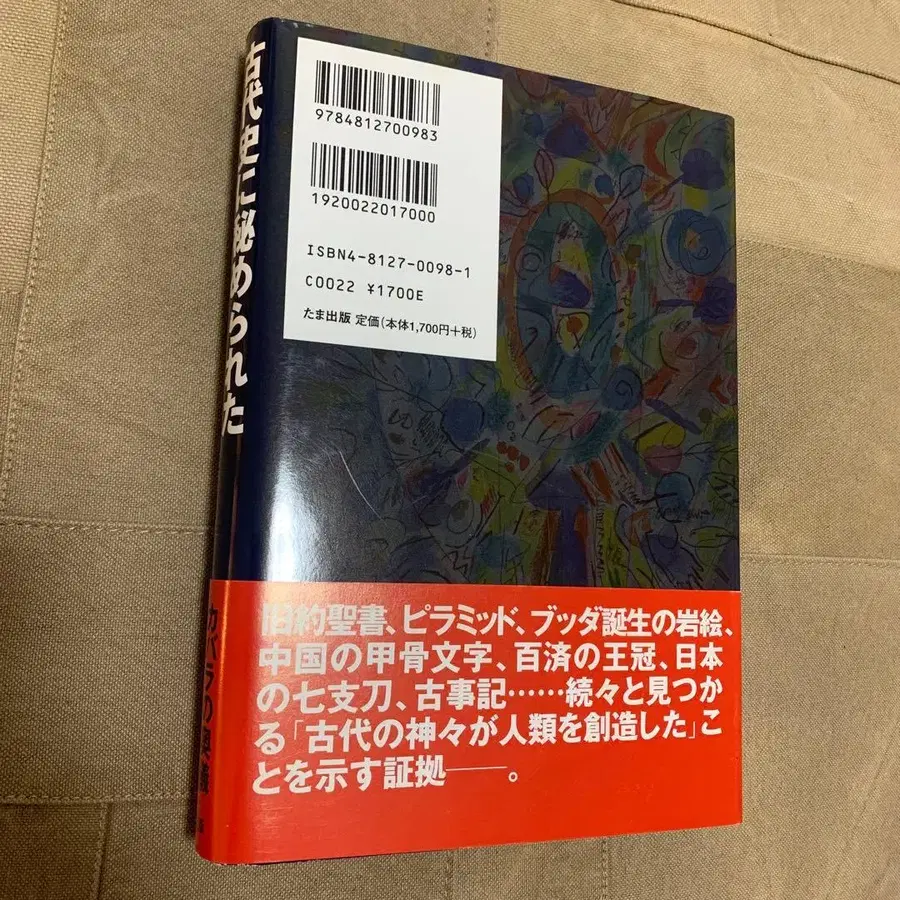 古代史に秘められた
9784812700983
1920022017000
ISBN4-8127-0098-1
C0022 ¥1700E
たま出版 定価(本体1,700円+税)
旧約聖書、ピラミッド、ブッダ誕生の岩絵、
中国の甲骨文字、百済の王冠、日本
の七支刀、古事記……続々と見つか
る「古代の神々が人類を創造した」こ
とを示す証拠――。
カバラの